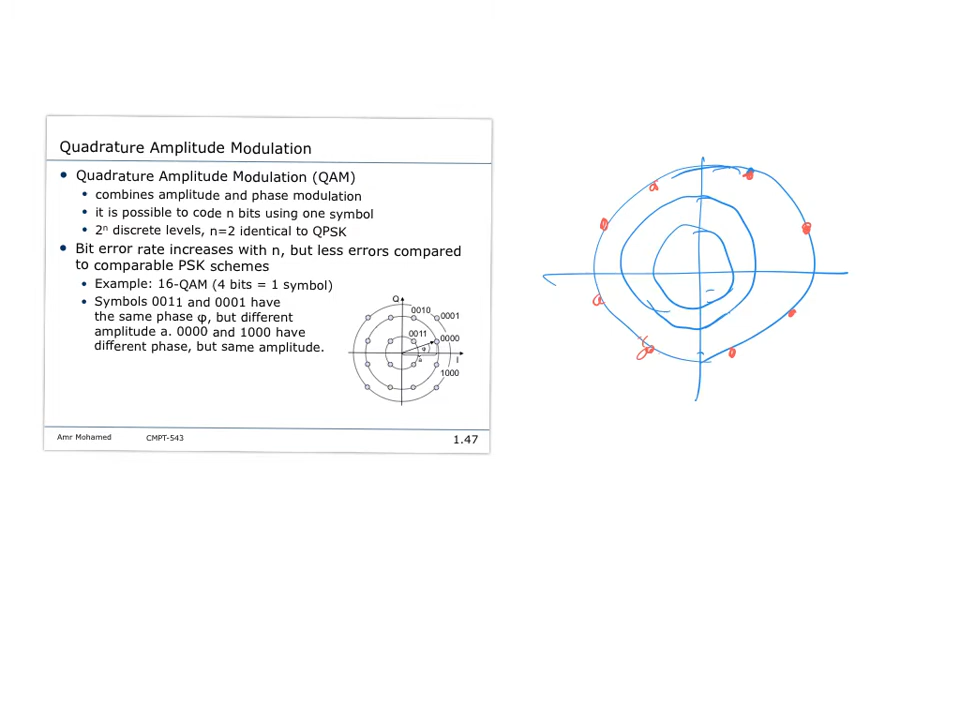 Quadrature Amplitude Modulation
• Quadrature Amplitude Modulation (QAM)
• combines amplitude and phase modulation
• it is possible to code n bits using one symbol
• 2ⁿ discrete levels, n=2 identical to QPSK
• Bit error rate increases with n, but less errors compared
to comparable PSK schemes
• Example: 16-QAM (4 bits = 1 symbol)
• Symbols 0011 and 0001 have
the same phase φ, but different
amplitude a. 0000 and 1000 have
different phase, but same amplitude.
Q
0010
0001
0011
0000
φ
a
I
1000
Amr Mohamed
CMPT-543
1.47